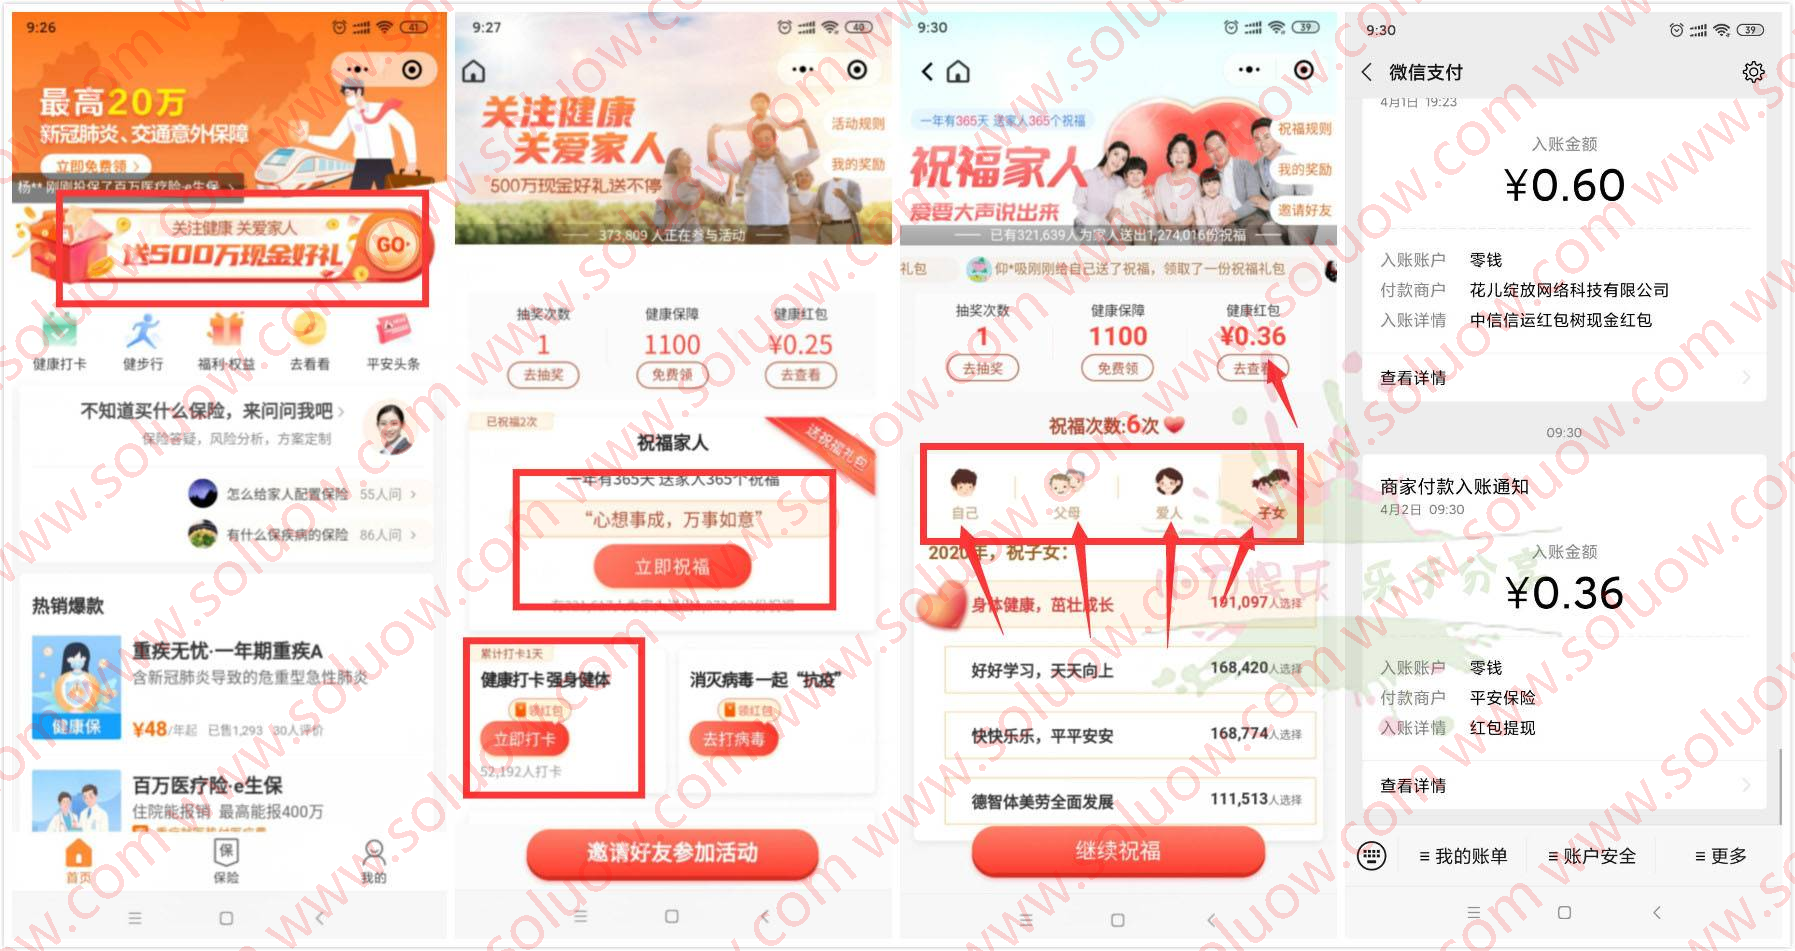 9:26
41
最高20万
新冠肺炎、交通意外保障
立即免费领 >
杨** 刚刚投保了百万医疗险·e生保 >
关注健康 关爱家人
送500万现金好礼
GO
健康打卡
健步行
福利·权益
去看看
平安头条
不知道买什么保险，来问问我吧 >
保险答疑，风险分析，方案定制
怎么给家人配置保险 55人问 >
有什么保疾病的保险 86人问 >
热销爆款
重疾无忧·一年期重疾A
含新冠肺炎导致的危重型急性肺炎
健康保
¥48/年起 已售1,293 30人评价
百万医疗险·e生保
住院能报销 最高能报400万
首页
保
保险
我的
9:27
40
关注健康
关爱家人
500万现金好礼送不停
活动规则
我的奖励
373,809 人正在参与活动
抽奖次数
健康保障
健康红包
1
1100
¥0.25
去抽奖
免费领
去查看
已祝福2次
祝福家人
送祝福礼包
一年有365天 送家人365个祝福
“心想事成，万事如意”
立即祝福
累计打卡1天
健康打卡 强身健体
领红包
立即打卡
52,192人打卡
消灭病毒 一起“抗疫”
领红包
去打病毒
邀请好友参加活动
9:30
39
一年有365天 送家人365个祝福
祝福家人
爱要大声说出来
祝福规则
我的奖励
邀请好友
已有321,639人为家人送出1,274,016份祝福
礼包
仰*吸刚刚给自己送了祝福，领取了一份祝福礼包
抽奖次数
健康保障
健康红包
1
1100
¥0.36
去抽奖
免费领
去查看
祝福次数:6次
自己
父母
爱人
子女
2020年，祝子女：
身体健康，茁壮成长 191,097人选择
好好学习，天天向上 168,420人选择
快快乐乐，平平安安 168,774人选择
德智体美劳全面发展 111,513人选择
继续祝福
9:30
39
微信支付
4月1日 19:23
入账金额
¥0.60
入账账户 零钱
付款商户 花儿绽放网络科技有限公司
入账详情 中信信运红包树现金红包
查看详情
09:30
商家付款入账通知
4月2日 09:30
入账金额
¥0.36
入账账户 零钱
付款商户 平安保险
入账详情 红包提现
查看详情
我的账单
账户安全
更多
www.soluow.com